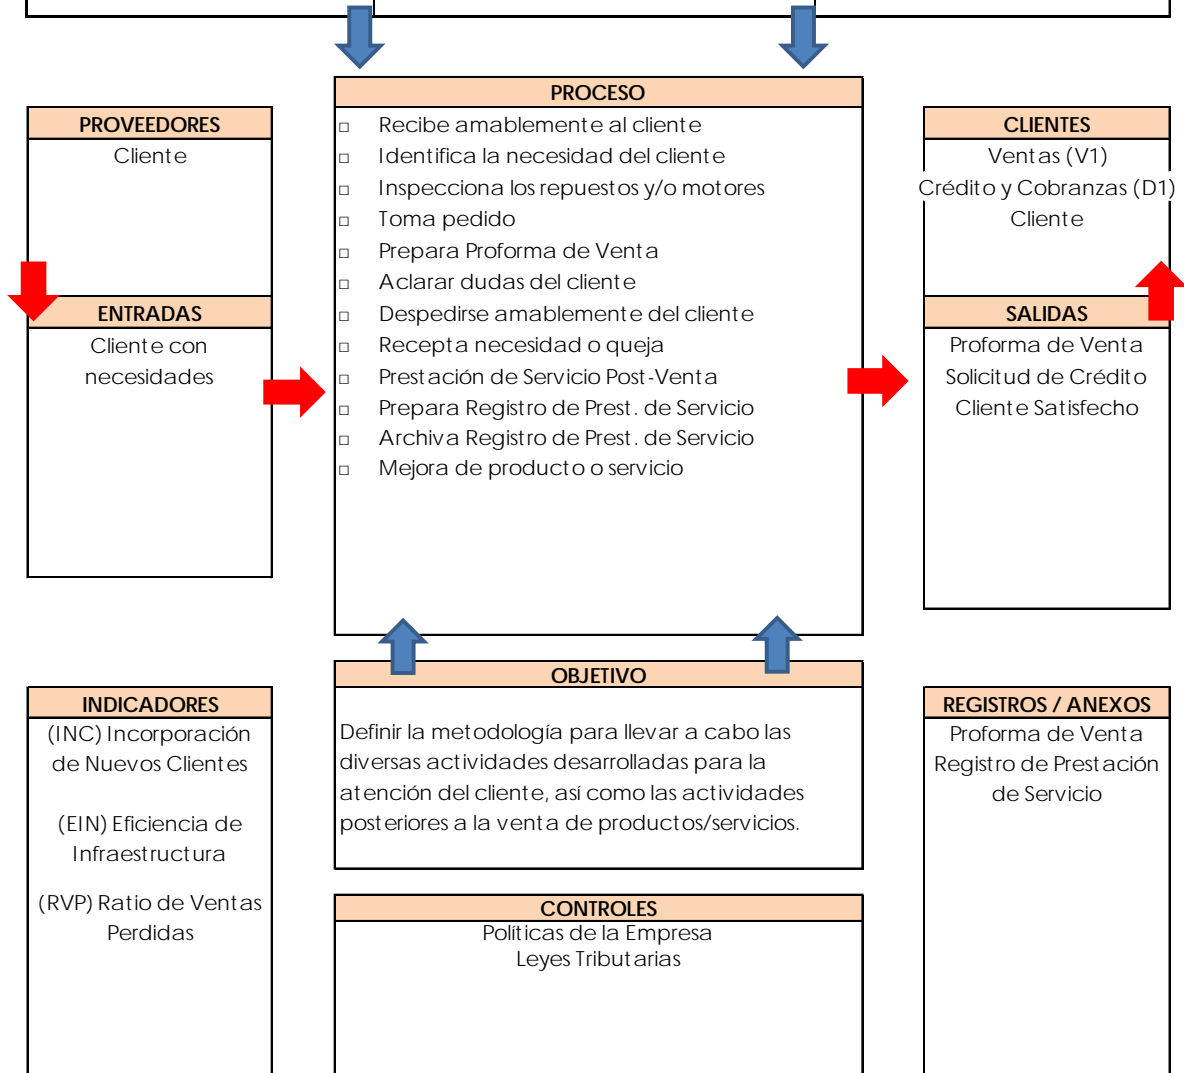 PROCESO
Recibe amablemente al cliente
Identifica la necesidad del cliente
Inspecciona los repuestos y/o motores
Toma pedido
Prepara Proforma de Venta
Aclarar dudas del cliente
Despedirse amablemente del cliente
Recepta necesidad o queja
Prestación de Servicio Post-Venta
Prepara Registro de Prest. de Servicio
Archiva Registro de Prest. de Servicio
Mejora de producto o servicio
PROVEEDORES
Cliente
ENTRADAS
Cliente con
necesidades
CLIENTES
Ventas (V1)
Crédito y Cobranzas (D1)
Cliente
SALIDAS
Proforma de Venta
Solicitud de Crédito
Cliente Satisfecho
OBJETIVO
Definir la metodología para llevar a cabo las
diversas actividades desarrolladas para la
atención del cliente, así como las actividades
posteriores a la venta de productos/servicios.
INDICADORES
(INC) Incorporación
de Nuevos Clientes
(EIN) Eficiencia de
Infraestructura
(RVP) Ratio de Ventas
Perdidas
REGISTROS / ANEXOS
Proforma de Venta
Registro de Prestación
de Servicio
CONTROLES
Políticas de la Empresa
Leyes Tributarias